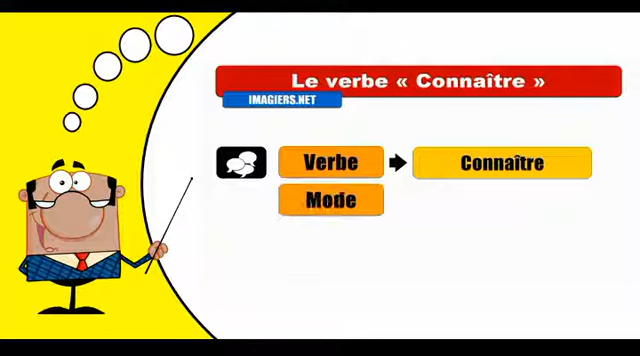 Le verbe « Connaître »
IMAGIERS.NET
Verbe Connaître
Mode